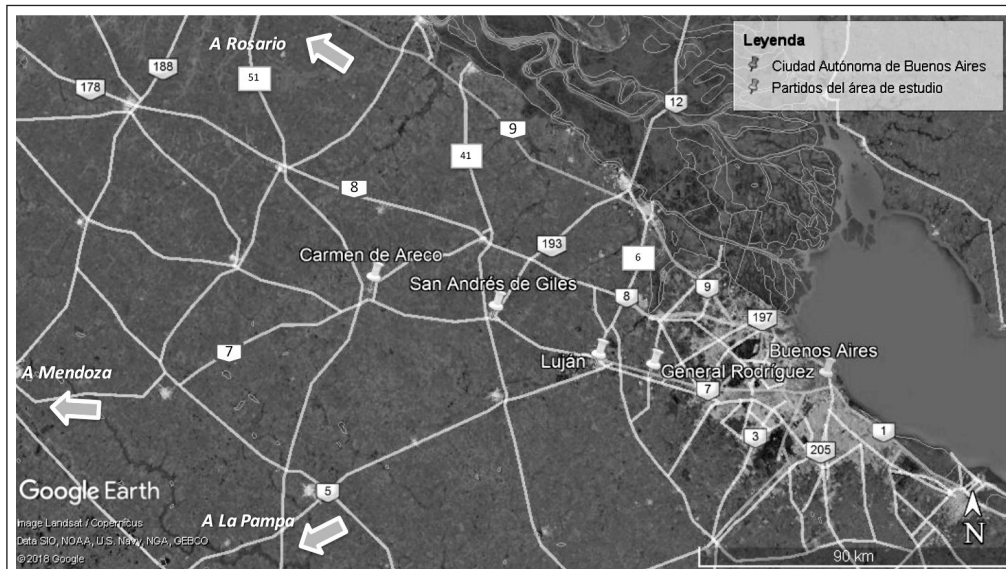 A Rosario
Leyenda
Ciudad Autónoma de Buenos Aires
Partidos del área de estudio
178
188
51
12
9
41
8
193
6
Carmen de Areco
San Andrés de Giles
8
9
197
7
Luján
Buenos Aires
General Rodríguez
A Mendoza
7
3
205
1
5
Google Earth
A La Pampa
Image Landsat / Copernicus
Data SIO, NOAA, U.S. Navy, NGA, GEBCO
© 2018 Google
N
90 km